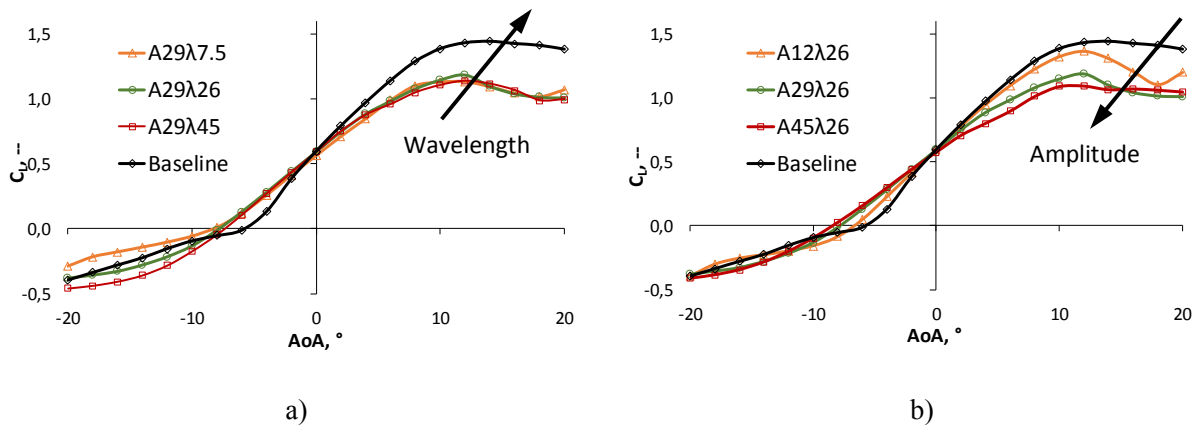 1,5
1,0
0,5
0,0
-0,5
C_L, --
A29λ7.5
A29λ26
A29λ45
Baseline
Wavelength
-20
-10
0
10
20
AoA, °
a)
1,5
1,0
0,5
0,0
-0,5
C_L, --
A12λ26
A29λ26
A45λ26
Baseline
Amplitude
-20
-10
0
10
20
AoA, °
b)